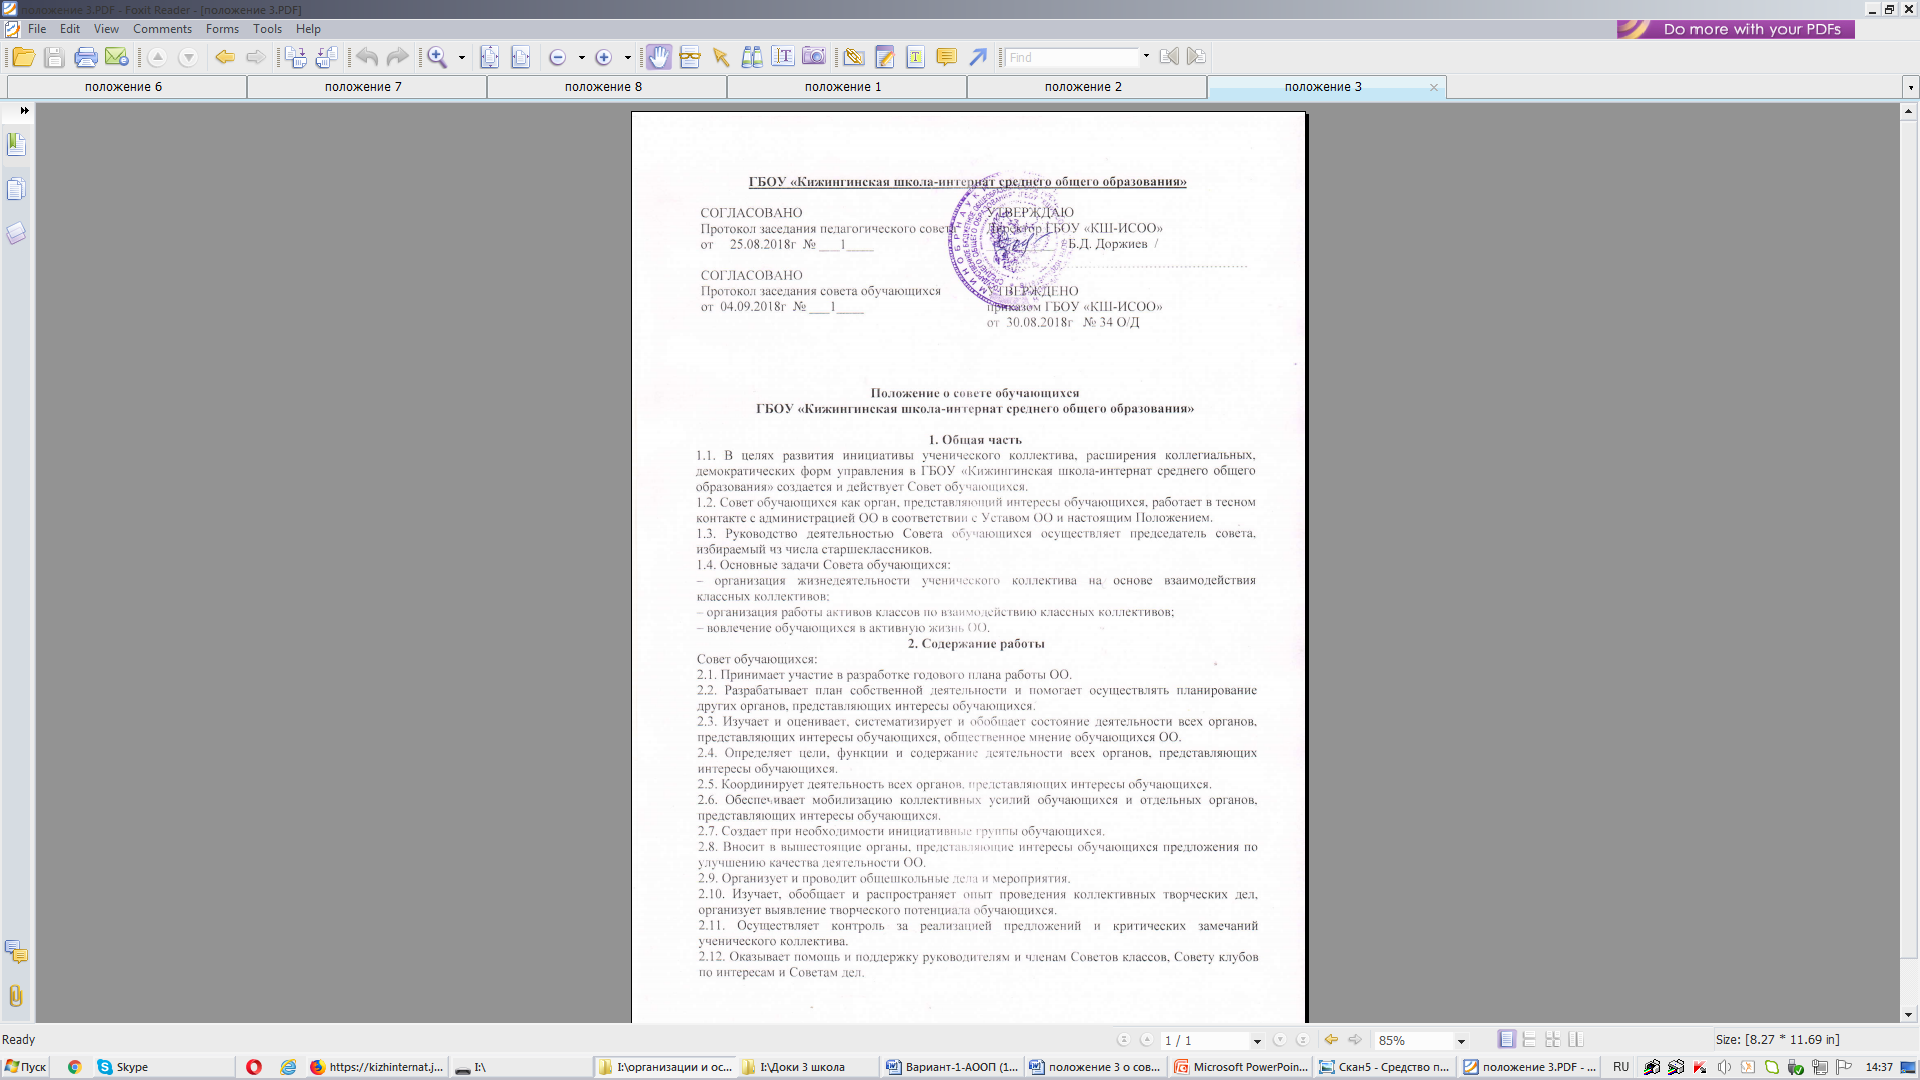 положение 3.PDF - Foxit Reader - [положение 3.PDF]
File Edit View Comments Forms Tools Help
Do more with your PDFs
Find
положение 6 положение 7 положение 8 положение 1 положение 2 положение 3
ГБОУ «Кижингинская школа-интернат среднего общего образования»
СОГЛАСОВАНО
Протокол заседания педагогического совета
от 25.08.2018г № ___1____
СОГЛАСОВАНО
Протокол заседания совета обучающихся
от 04.09.2018г № ___1____
УТВЕРЖДАЮ
Директор ГБОУ «КШ-ИСОО»
Б.Д. Доржиев /
УТВЕРЖДЕНО
приказом ГБОУ «КШ-ИСОО»
от 30.08.2018г № 34 О/Д
Положение о совете обучающихся
ГБОУ «Кижингинская школа-интернат среднего общего образования»
1. Общая часть
1.1. В целях развития инициативы ученического коллектива, расширения коллегиальных,
демократических форм управления в ГБОУ «Кижингинская школа-интернат среднего общего
образования» создается и действует Совет обучающихся.
1.2. Совет обучающихся как орган, представляющий интересы обучающихся, работает в тесном
контакте с администрацией ОО в соответствии с Уставом ОО и настоящим Положением.
1.3. Руководство деятельностью Совета обучающихся осуществляет председатель совета,
избираемый из числа старшеклассников.
1.4. Основные задачи Совета обучающихся:
– организация жизнедеятельности ученического коллектива на основе взаимодействия
классных коллективов;
– организация работы активов классов по взаимодействию классных коллективов;
– вовлечение обучающихся в активную жизнь ОО.
2. Содержание работы
Совет обучающихся:
2.1. Принимает участие в разработке годового плана работы ОО.
2.2. Разрабатывает план собственной деятельности и помогает осуществлять планирование
других органов, представляющих интересы обучающихся.
2.3. Изучает и оценивает, систематизирует и обобщает состояние деятельности всех органов,
представляющих интересы обучающихся, общественное мнение обучающихся ОО.
2.4. Определяет цели, функции и содержание деятельности всех органов, представляющих
интересы обучающихся.
2.5. Координирует деятельность всех органов, представляющих интересы обучающихся.
2.6. Обеспечивает мобилизацию коллективных усилий обучающихся и отдельных органов,
представляющих интересы обучающихся.
2.7. Создает при необходимости инициативные группы обучающихся.
2.8. Вносит в вышестоящие органы, представляющие интересы обучающихся предложения по
улучшению качества деятельности ОО.
2.9. Организует и проводит общешкольные дела и мероприятия.
2.10. Изучает, обобщает и распространяет опыт проведения коллективных творческих дел,
организует выявление творческого потенциала обучающихся.
2.11. Осуществляет контроль за реализацией предложений и критических замечаний
ученического коллектива.
2.12. Оказывает помощь и поддержку руководителям и членам Советов классов, Совету клубов
по интересам и Советам дел.
Ready 1 / 1 85% Size: [8.27 * 11.69 in]
Пуск Skype https://kizhinternat.j... I:\ I:\организации и ос... I:\Доки 3 школа Вариант-1-АООП (1... положение 3 о сов... Microsoft PowerPoin... Скан5 - Средство п... положение 3.PDF - ... RU 14:37